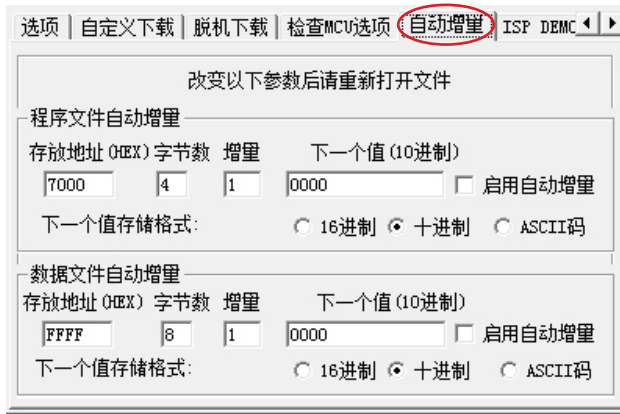 选项 自定义下载 脱机下载 检查MCU选项 自动增量 ISP DEMO
改变以下参数后请重新打开文件
程序文件自动增量
存放地址(HEX) 字节数 增量 下一个值(10进制)
7000 4 1 0000 启用自动增量
下一个值存储格式: 16进制 十进制 ASCII码
数据文件自动增量
存放地址(HEX) 字节数 增量 下一个值(10进制)
FFFF 8 1 0000 启用自动增量
下一个值存储格式: 16进制 十进制 ASCII码